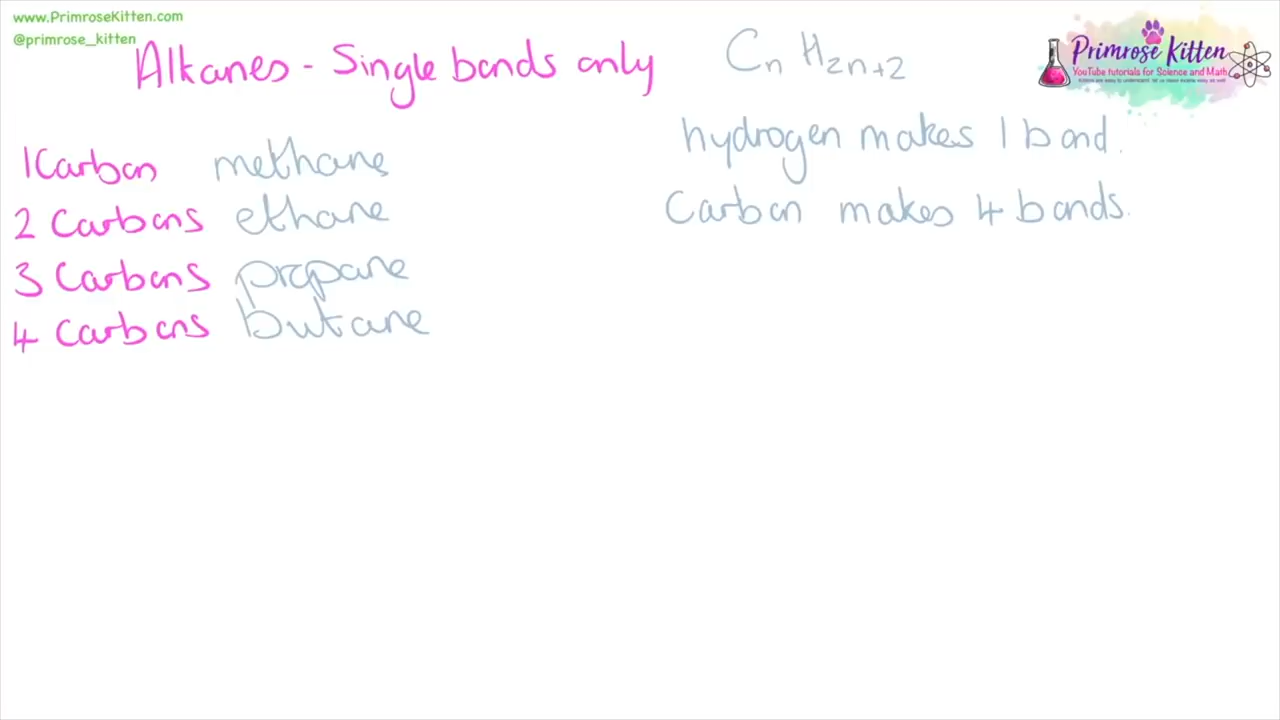 www.PrimroseKitten.com
@primrose_kitten
Alkanes - Single bonds only
CnH2n+2
Primrose Kitten
YouTube tutorials for Science and Math
hydrogen makes 1 bond.
Carbon makes 4 bonds.
1 Carbon methane
2 Carbons ethane
3 Carbons propane
4 Carbons butane